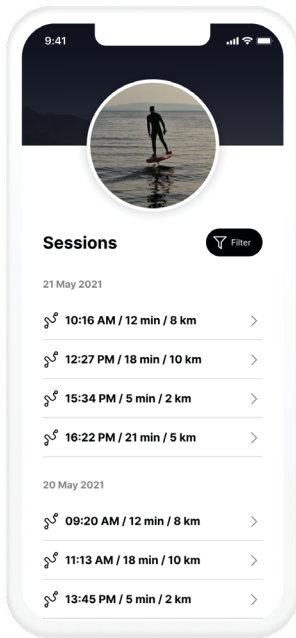 9:41
Sessions
Filter
21 May 2021
10:16 AM / 12 min / 8 km
12:27 PM / 18 min / 10 km
15:34 PM / 5 min / 2 km
16:22 PM / 21 min / 5 km
20 May 2021
09:20 AM / 12 min / 8 km
11:13 AM / 18 min / 10 km
13:45 PM / 5 min / 2 km